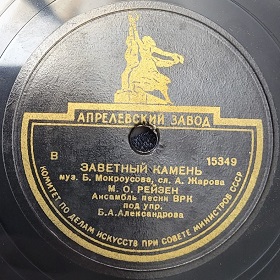 АПРЕЛЕВСКИЙ ЗАВОД
В 15349
ЗАВЕТНЫЙ КАМЕНЬ
муз. Б. Мокроусова, сл. А. Жарова
М. О. РЕЙЗЕН
Ансамбль песни ВРК
под упр.
Б.А.Александрова
КОМИТЕТ ПО ДЕЛАМ ИСКУССТВ ПРИ СОВЕТЕ МИНИСТРОВ СССР